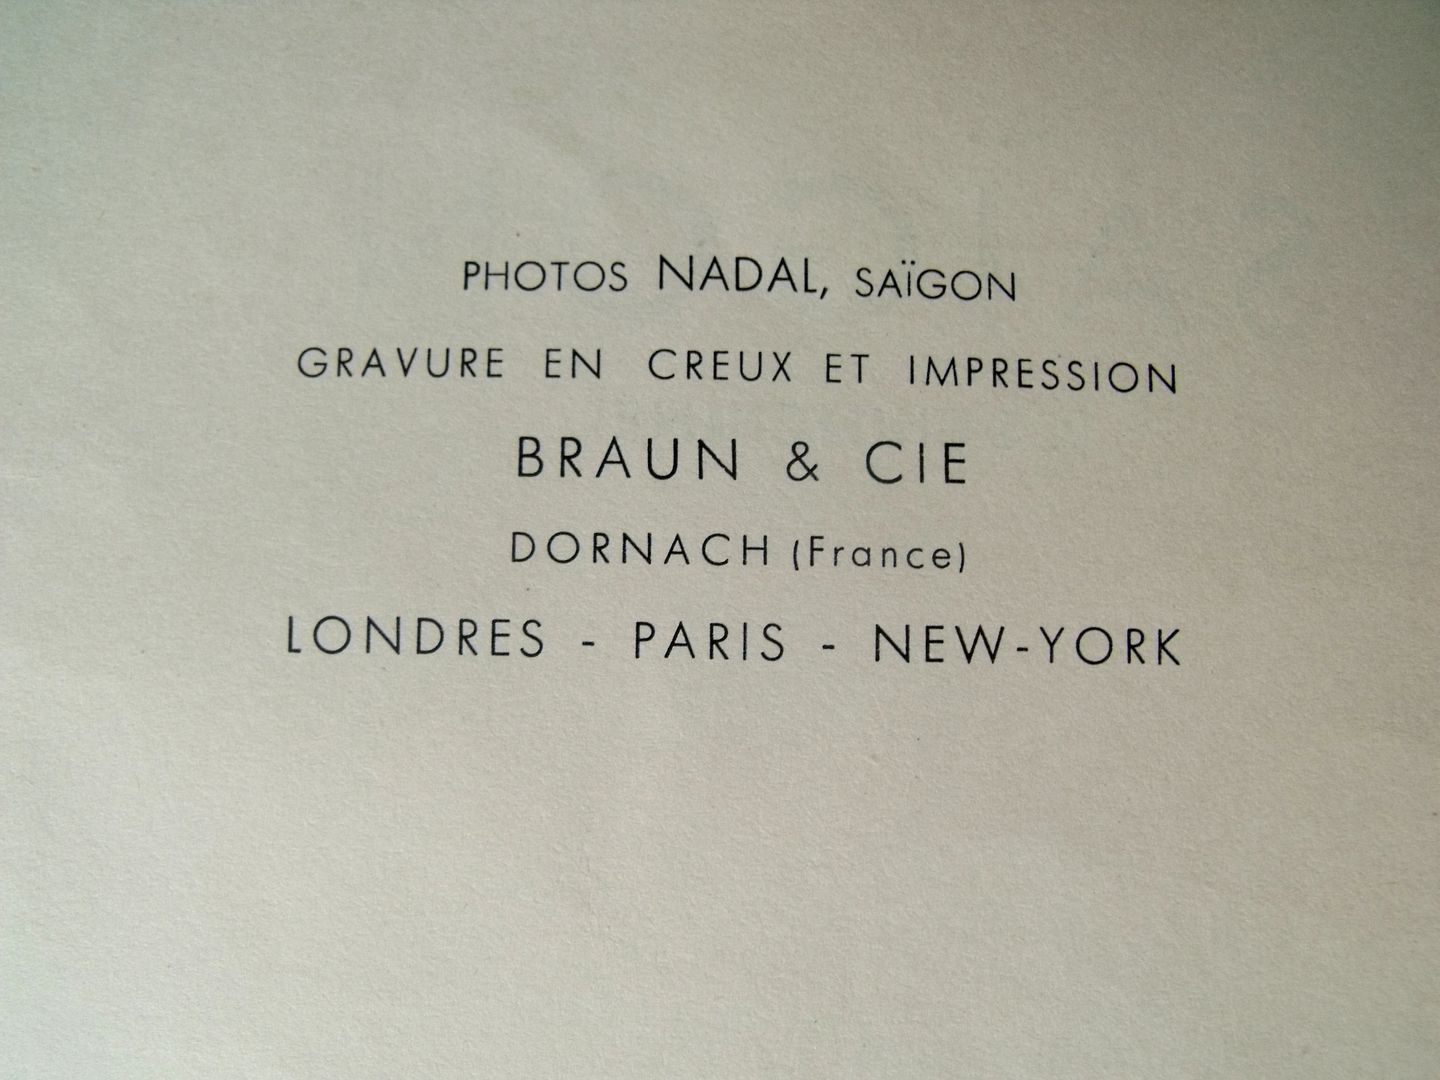 PHOTOS NADAL, SAÏGON
GRAVURE EN CREUX ET IMPRESSION
BRAUN & CIE
DORNACH (France)
LONDRES - PARIS - NEW-YORK